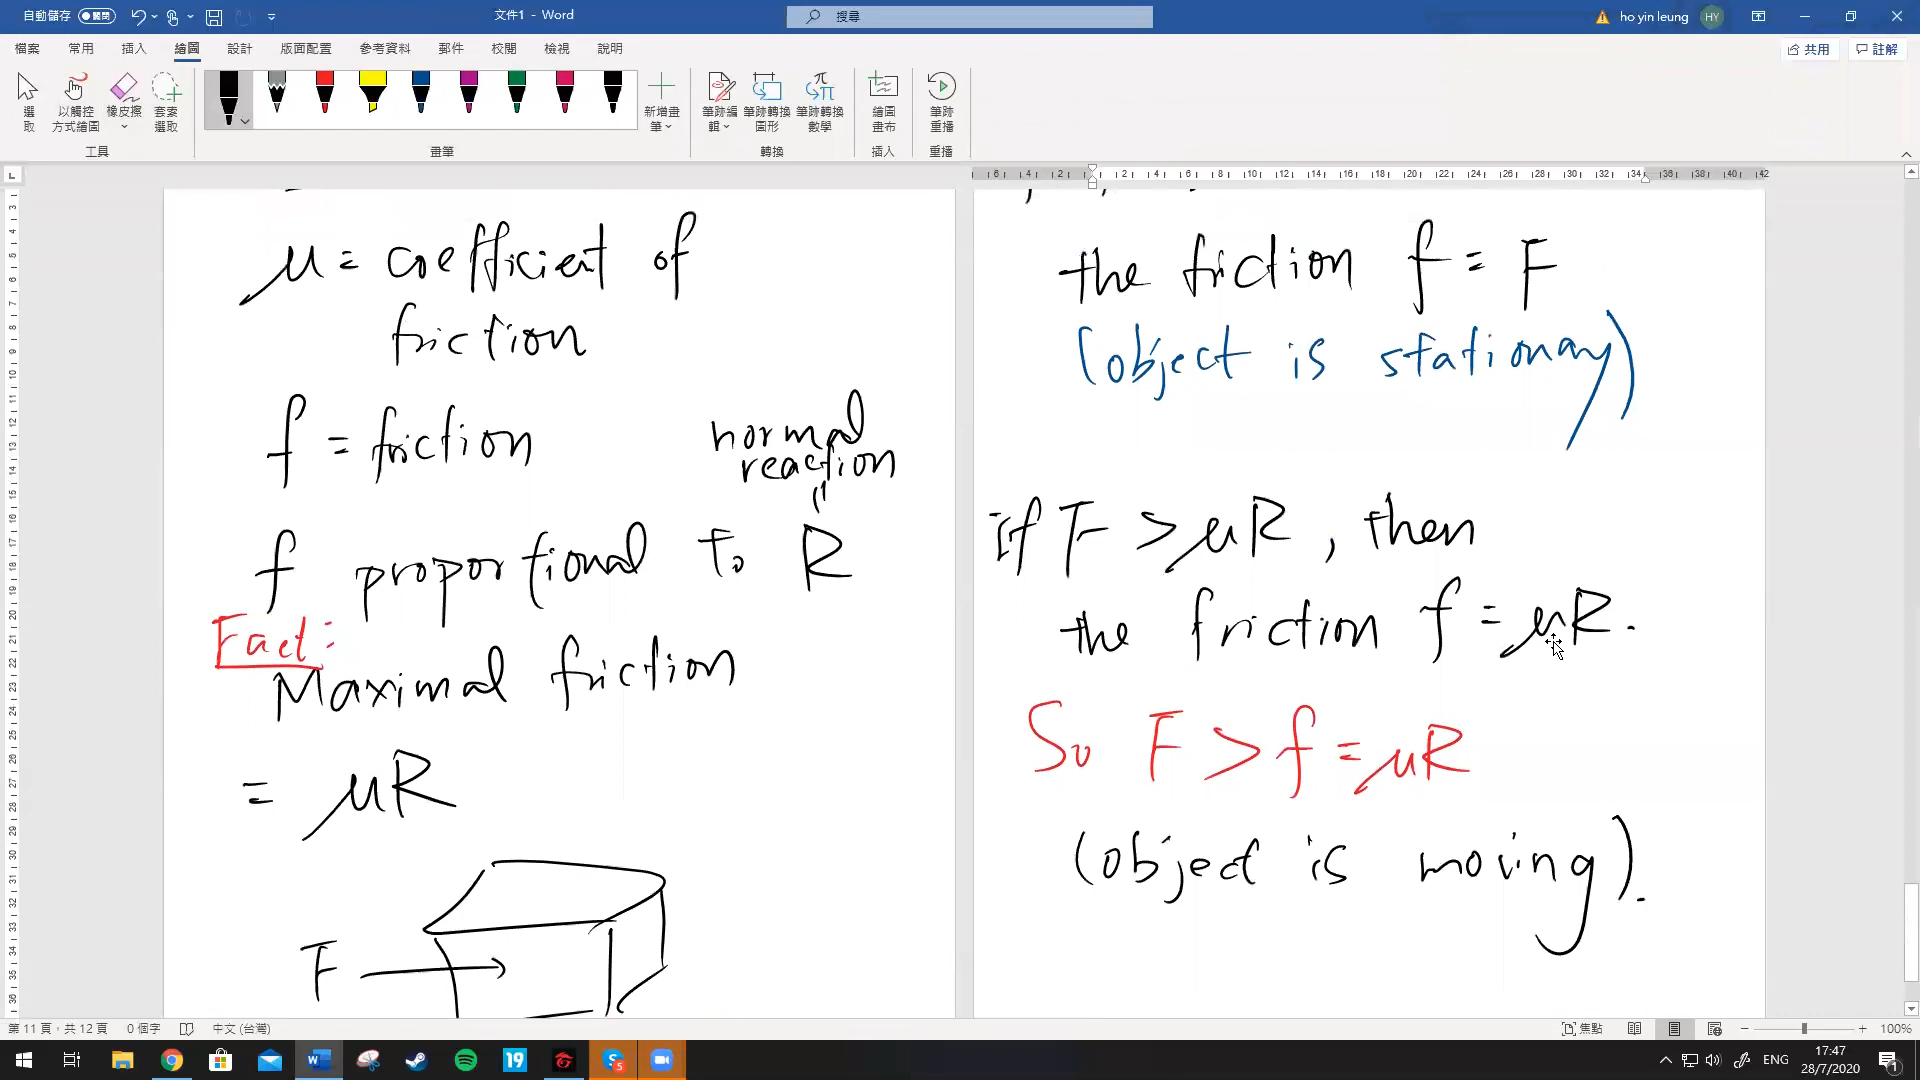 自動儲存 關閉
文件1 - Word
搜尋
ho yin leung HY
檔案 常用 插入 繪圖 設計 版面配置 參考資料 郵件 校閱 檢視 說明
共用 註解
選取
以觸控方式繪圖
橡皮擦
套索選取
新增畫筆
筆跡編輯
筆跡轉換圖形
筆跡轉換數學
繪圖畫布
筆跡重播
工具 畫筆 轉換 插入 重播
μ = coefficient of
friction
f = friction
normal
reaction
"
f proportional to R
Fact:
Maximal friction
= μR
F
the friction f = F
(object is stationary)
If F > μR, then
the friction f = μR.
So F > f = μR
(object is moving).
第 11 頁，共 12 頁 0 個字 中文 (台灣)
焦點 100%
19
S
5
ENG
17:47
28/7/2020
1